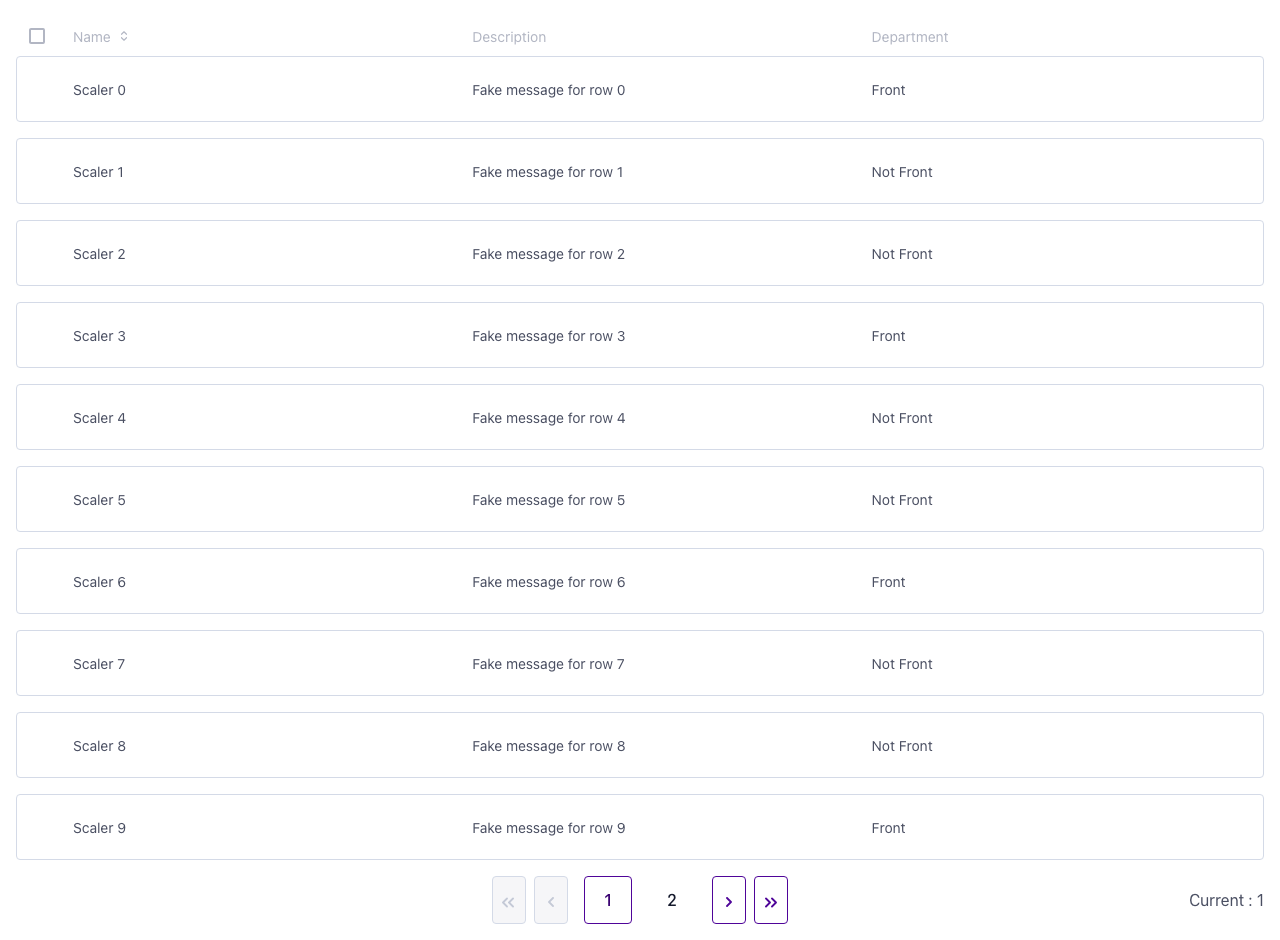 Name Description Department
Scaler 0 Fake message for row 0 Front
Scaler 1 Fake message for row 1 Not Front
Scaler 2 Fake message for row 2 Not Front
Scaler 3 Fake message for row 3 Front
Scaler 4 Fake message for row 4 Not Front
Scaler 5 Fake message for row 5 Not Front
Scaler 6 Fake message for row 6 Front
Scaler 7 Fake message for row 7 Not Front
Scaler 8 Fake message for row 8 Not Front
Scaler 9 Fake message for row 9 Front
1 2 Current : 1